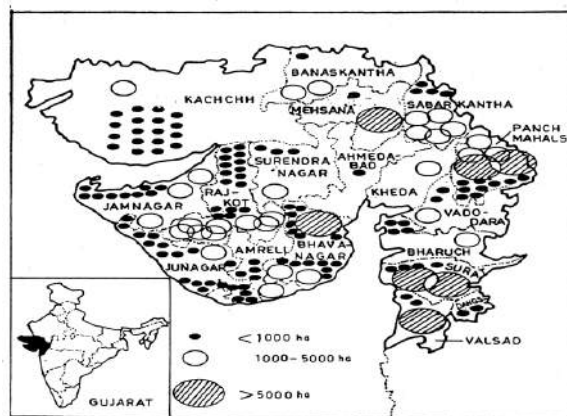 BANASKANTHA
KACHCHH
MEHSANA
SABAR KANTHA
PANCH
MAHALS
SURENDRA
NAGAR
AHMEDA-
BAD
JAMNAGAR
RAJ-
KOT
KHEDA
VADO-
DARA
BHAVA-
NAGAR
AMRELI
JUNAGAR
BHARUCH
SURA
DANGS
VALSAD
GUJARAT
< 1000 ha
1000-5000 ha
> 5000 ha